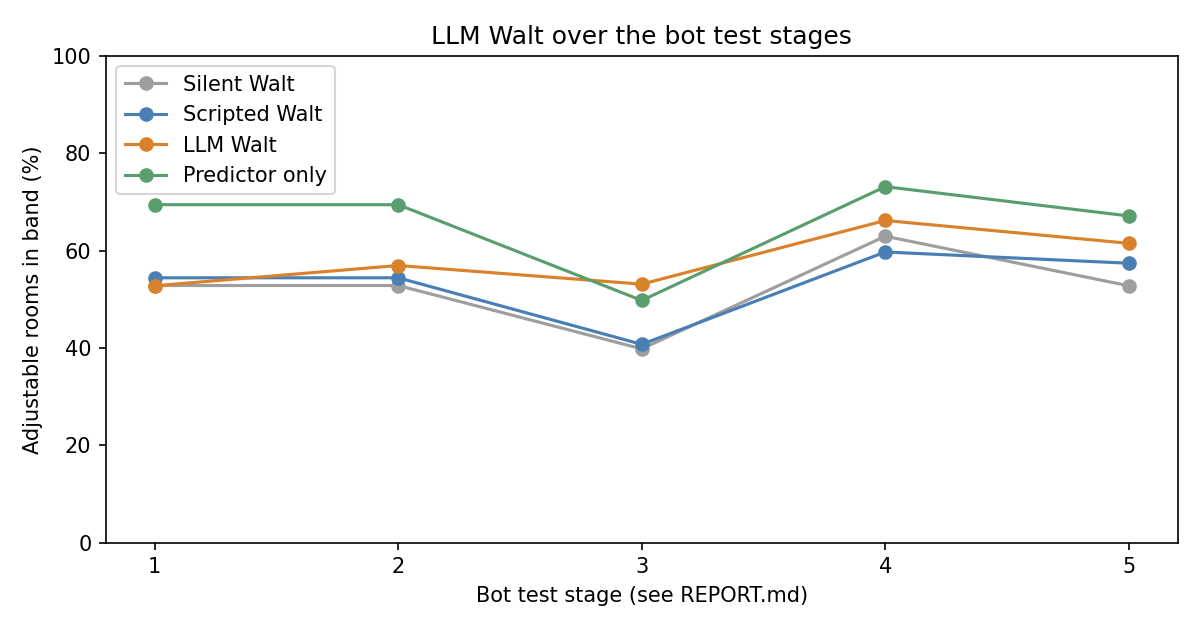 LLM Walt over the bot test stages
Silent Walt
Scripted Walt
LLM Walt
Predictor only
Adjustable rooms in band (%)
100
80
60
40
20
0
1 2 3 4 5
Bot test stage (see REPORT.md)